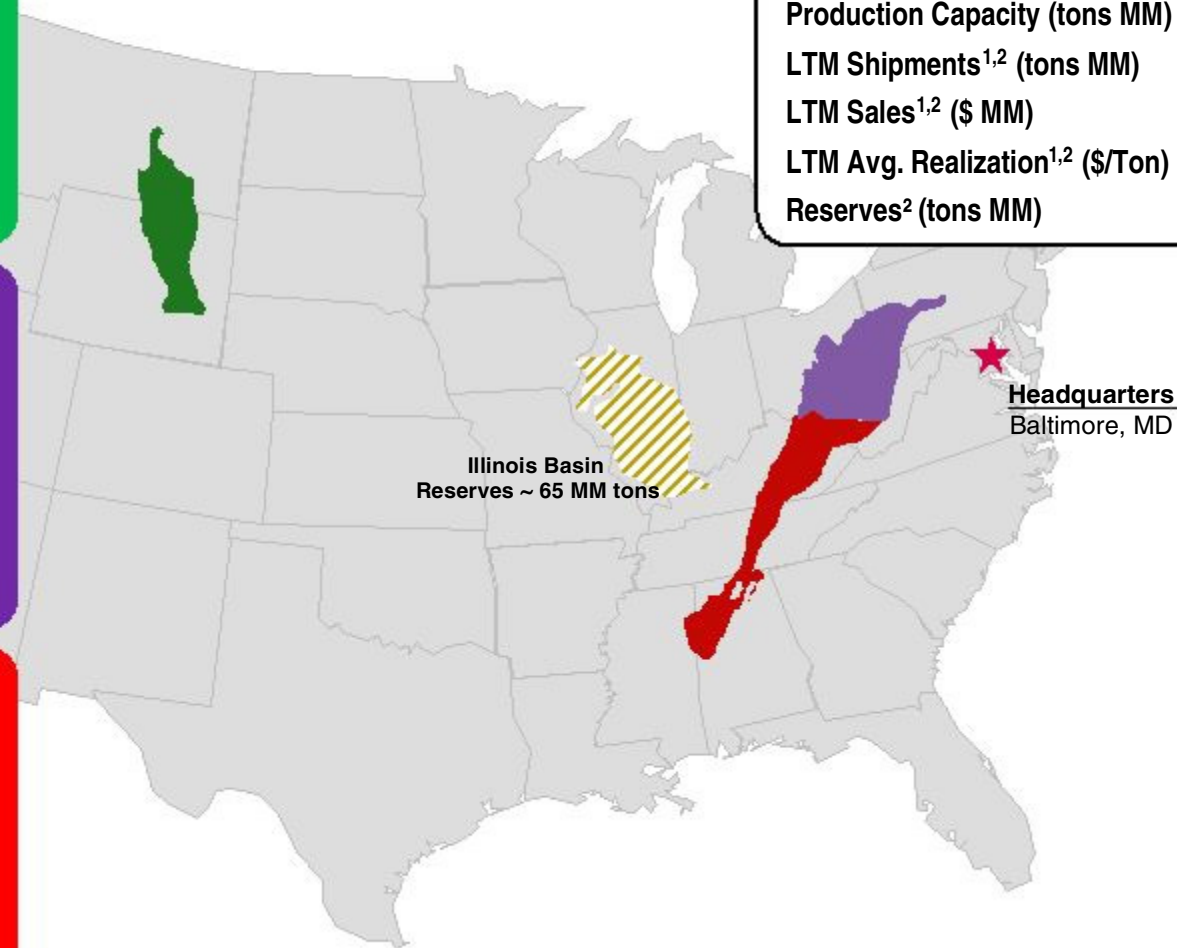 Production Capacity (tons MM)
LTM Shipments¹,² (tons MM)
LTM Sales¹,² ($ MM)
LTM Avg. Realization¹,² ($/Ton)
Reserves² (tons MM)
Headquarters
Baltimore, MD
Illinois Basin
Reserves ~ 65 MM tons